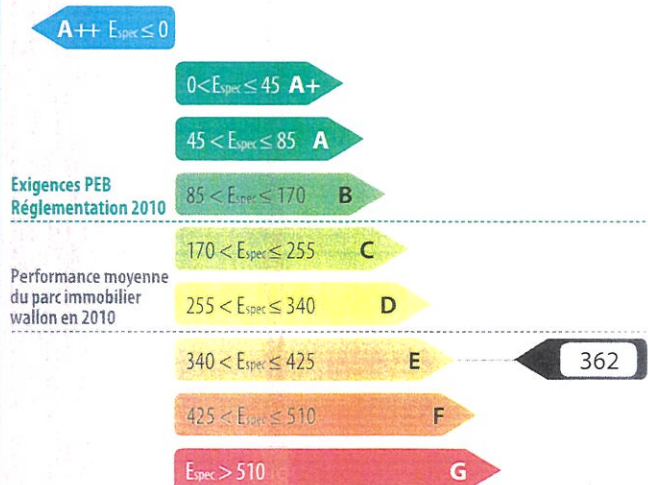 A++ Espec ≤ 0
0 < Espec ≤ 45 A+
45 < Espec ≤ 85 A
Exigences PEB
Réglementation 2010
85 < Espec ≤ 170 B
170 < Espec ≤ 255 C
Performance moyenne
du parc immobilier
wallon en 2010
255 < Espec ≤ 340 D
340 < Espec ≤ 425 E
362
425 < Espec ≤ 510 F
Espec > 510 G